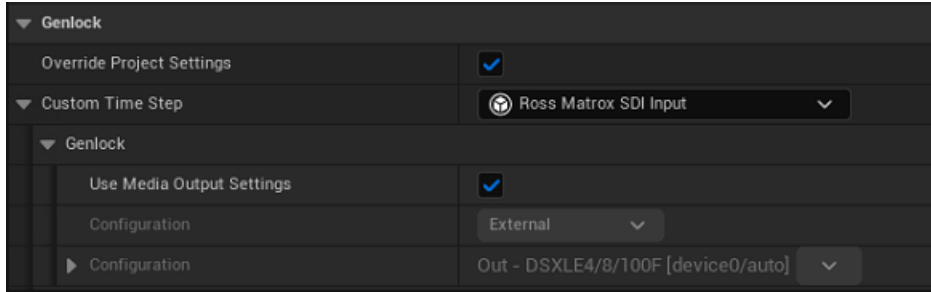 Genlock
Override Project Settings
Custom Time Step Ross Matrox SDI Input
Genlock
Use Media Output Settings
Configuration External
Configuration Out - DSXLE4/8/100F [device0/auto]